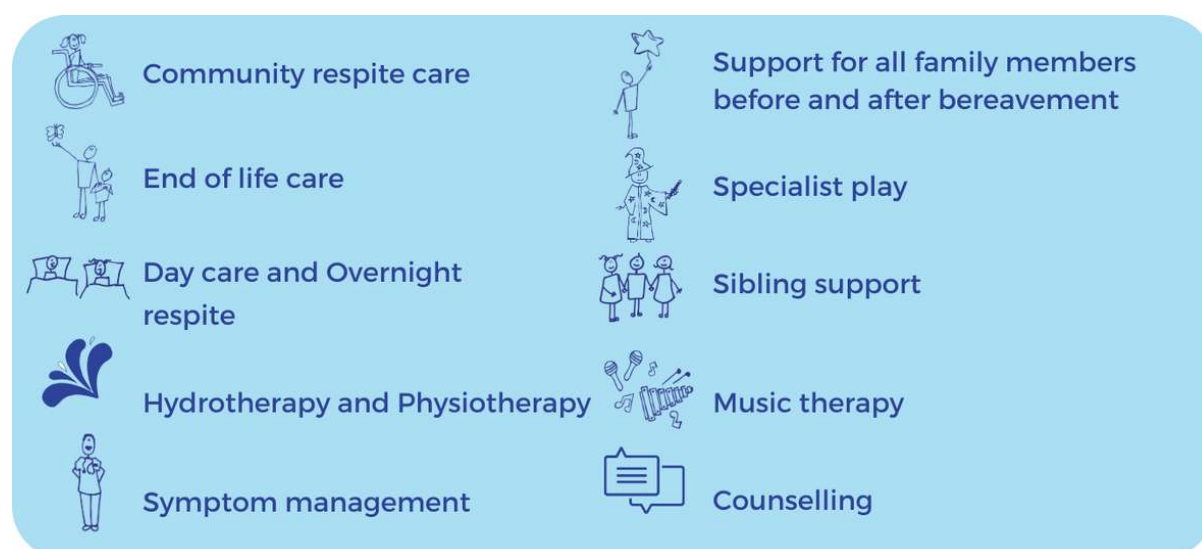 Community respite care
End of life care
Day care and Overnight
respite
Hydrotherapy and Physiotherapy
Symptom management
Support for all family members
before and after bereavement
Specialist play
Sibling support
Music therapy
Counselling